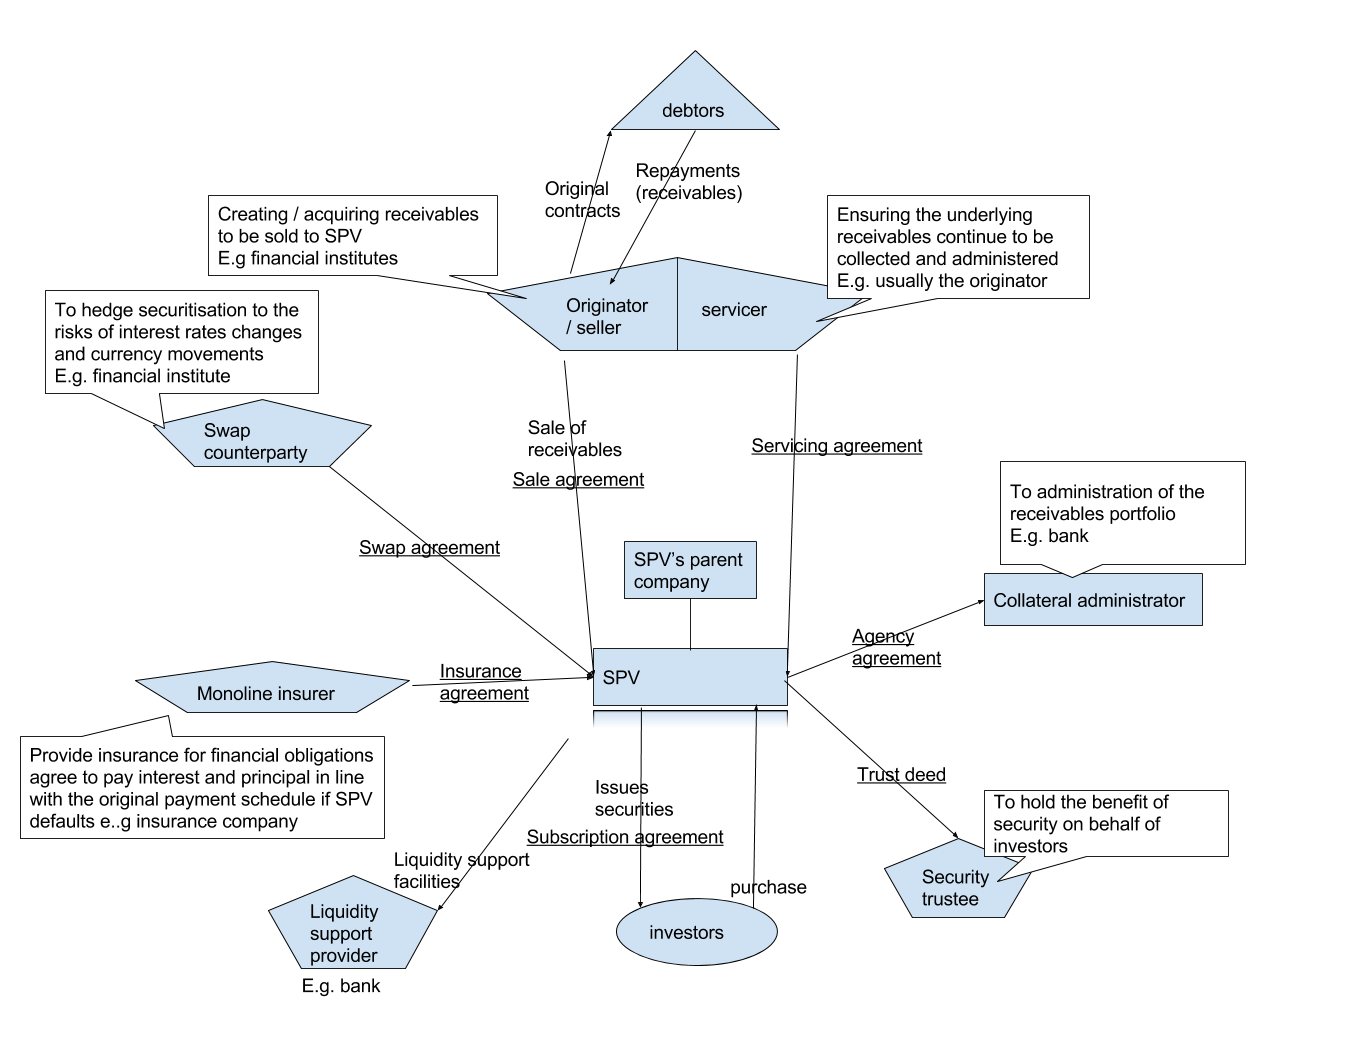 debtors
Original
contracts
Repayments
(receivables)
Creating / acquiring receivables
to be sold to SPV
E.g financial institutes
Ensuring the underlying
receivables continue to be
collected and administered
E.g. usually the originator
Originator
/ seller
servicer
To hedge securitisation to the
risks of interest rates changes
and currency movements
E.g. financial institute
Swap
counterparty
Sale of
receivables
Sale agreement
Servicing agreement
Swap agreement
To administration of the
receivables portfolio
E.g. bank
SPV's parent
company
Collateral administrator
Agency
agreement
SPV
Insurance
agreement
Monoline insurer
Provide insurance for financial obligations
agree to pay interest and principal in line
with the original payment schedule if SPV
defaults e..g insurance company
Issues
securities
Subscription agreement
Trust deed
To hold the benefit of
security on behalf of
investors
Liquidity support
facilities
purchase
Security
trustee
Liquidity
support
provider
investors
E.g. bank